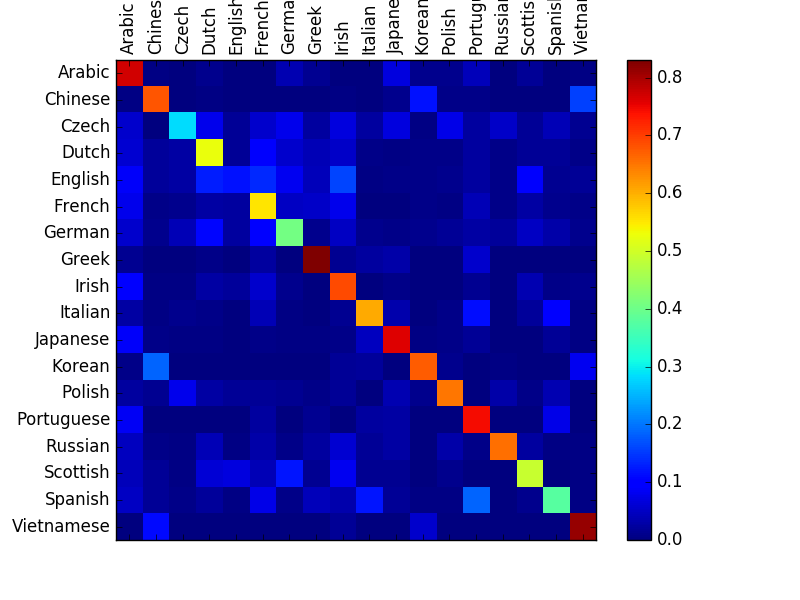 Arabic
Chines
Czech
Dutch
English
French
Germa
Greek
Irish
Italian
Japane
Korean
Polish
Portug
Russia
Scottis
Spanis
Vietna
Arabic
Chinese
Czech
Dutch
English
French
German
Greek
Irish
Italian
Japanese
Korean
Polish
Portuguese
Russian
Scottish
Spanish
Vietnamese
0.8
0.7
0.6
0.5
0.4
0.3
0.2
0.1
0.0